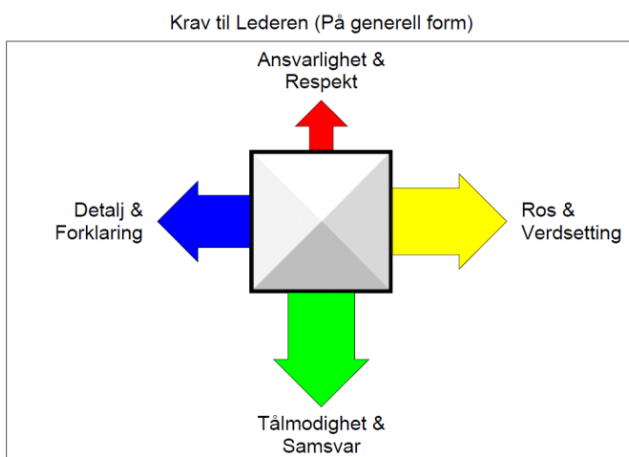 Krav til Lederen (På generell form)
Ansvarlighet &
Respekt
Detalj &
Forklaring
Ros &
Verdsetting
Tålmodighet &
Samsvar